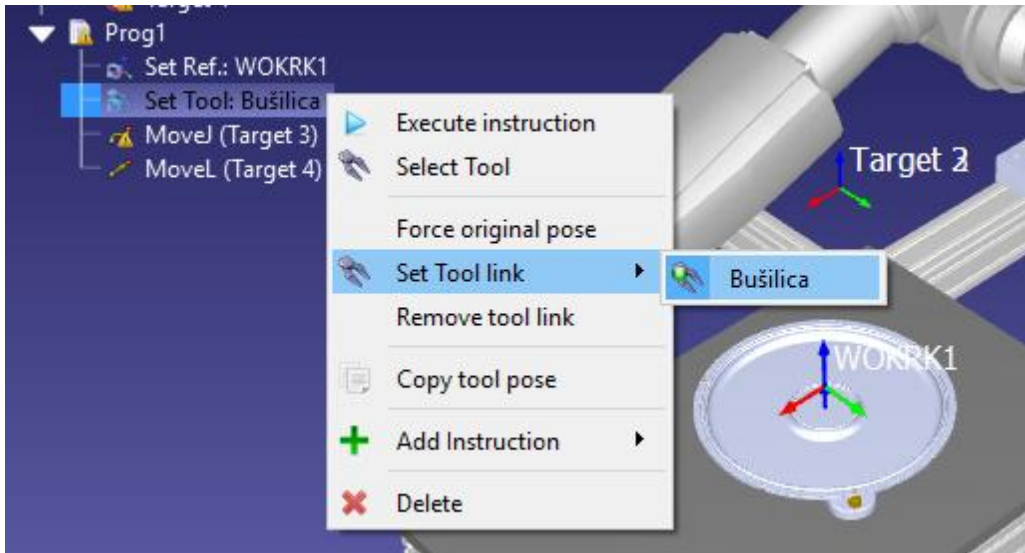 Prog1
Set Ref.: WOKRK1
Set Tool: Bušilica
MoveJ (Target 3)
MoveL (Target 4)
Execute instruction
Select Tool
Force original pose
Set Tool link
Bušilica
Remove tool link
Copy tool pose
Add Instruction
Delete
Target
WOKRK1